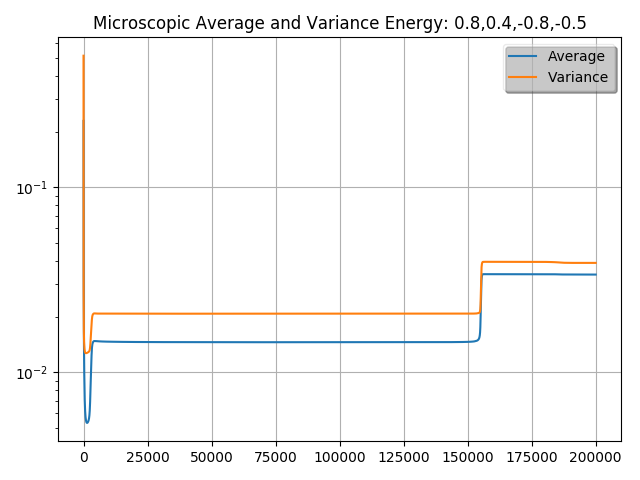 Microscopic Average and Variance Energy: 0.8,0.4,-0.8,-0.5
Average
Variance
10⁻¹
10⁻²
0 25000 50000 75000 100000 125000 150000 175000 200000